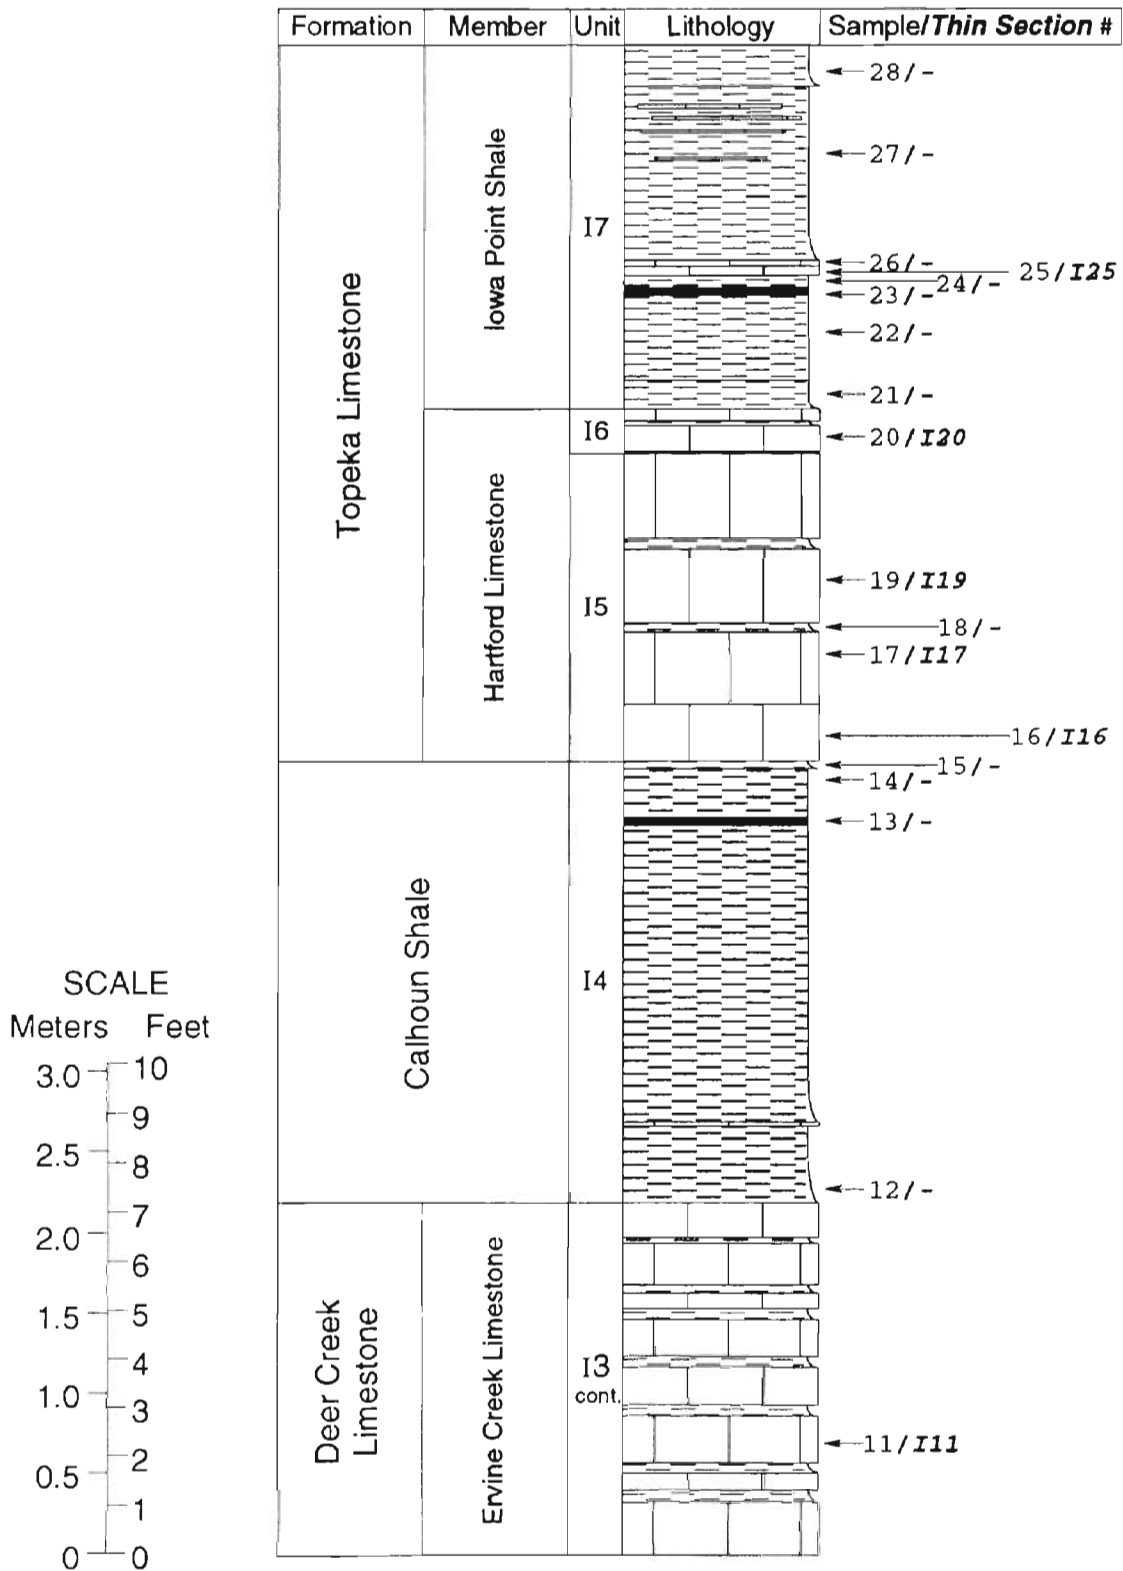 Formation Member Unit Lithology Sample/Thin Section #
28/-
27/-
26/-
25/I25
24/-
23/-
22/-
21/-
20/I20
19/I19
18/-
17/I17
16/I16
15/-
14/-
13/-
12/-
11/I11
Topeka Limestone
Iowa Point Shale
I7
Hartford Limestone
I6
I5
Calhoun Shale
I4
Deer Creek
Limestone
Ervine Creek Limestone
I3
cont.
SCALE
Meters Feet
3.0 10
9
2.5
8
7
2.0
6
1.5 5
4
1.0
3
2
0.5
1
0 0